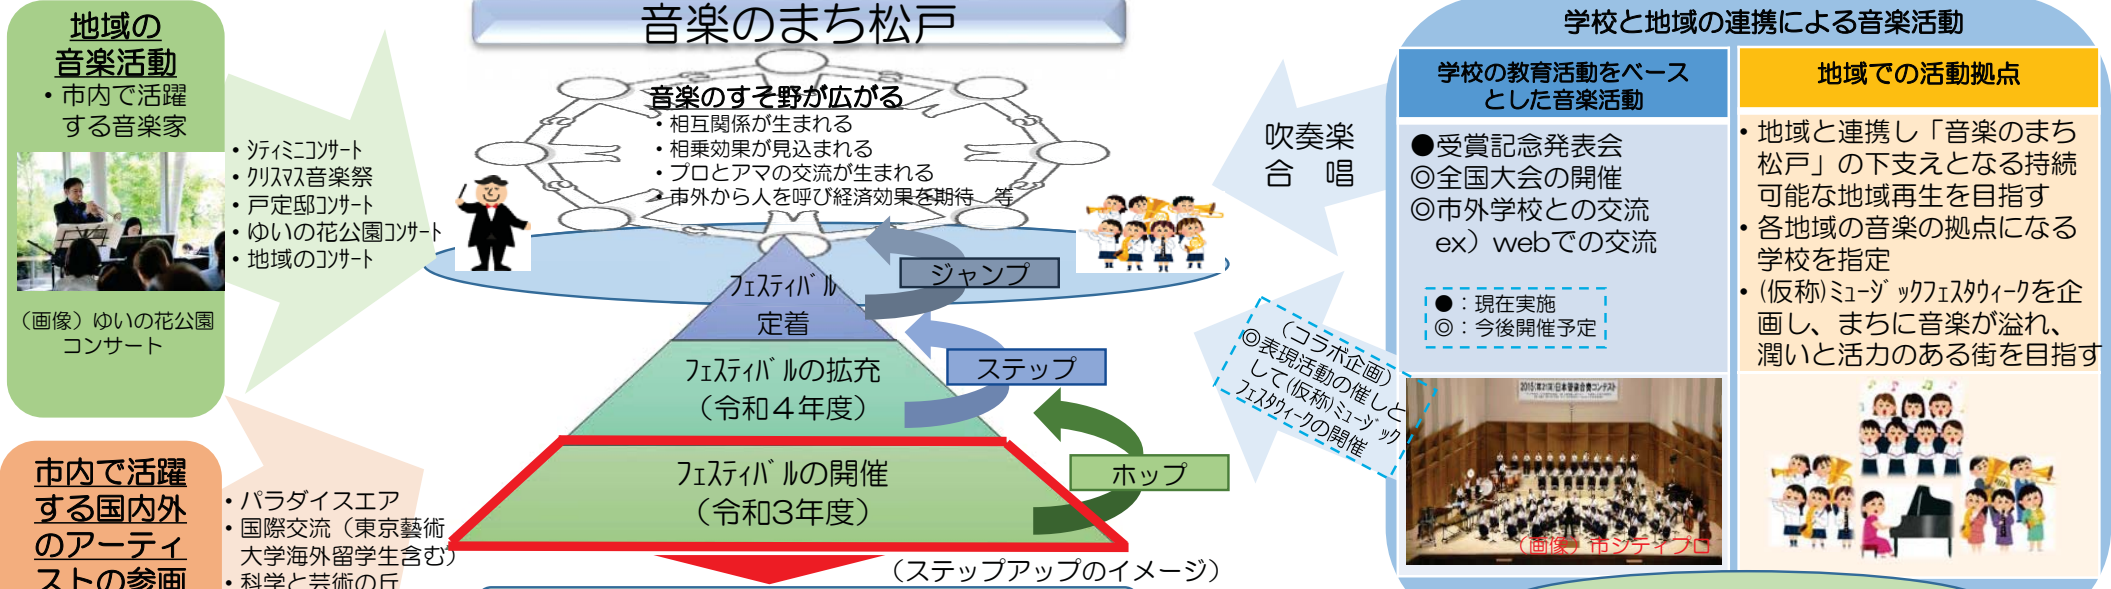 地域の
音楽活動
・市内で活躍
する音楽家
（画像）ゆいの花公園
コンサート
・ｼﾃｨﾐﾆｺﾝｻｰﾄ
・ｸﾘｽﾏｽ音楽祭
・戸定邸ｺﾝｻｰﾄ
・ゆいの花公園ｺﾝｻｰﾄ
・地域のｺﾝｻｰﾄ
市内で活躍
する国内外
のアーティ
ストの参画
・パラダイスエア
・国際交流（東京藝術
大学海外留学生含む）
・科学と芸術の丘
音楽のまち松戸
音楽のすそ野が広がる
・相互関係が生まれる
・相乗効果が見込まれる
・プロとアマの交流が生まれる
・市外から人を呼び経済効果を期待　等
ジャンプ
ﾌｪｽﾃｨﾊﾞﾙ
定着
ステップ
ﾌｪｽﾃｨﾊﾞﾙの拡充
（令和４年度）
ホップ
ﾌｪｽﾃｨﾊﾞﾙの開催
（令和3年度）
（ステップアップのイメージ）
吹奏楽
合　唱
（コラボ企画）
◎表現活動の催しと
して(仮称)ﾐｭｰｼﾞｯｸ
ﾌｪｽﾀｳｨｰｸの開催
学校と地域の連携による音楽活動
学校の教育活動をベース
とした音楽活動
●受賞記念発表会
◎全国大会の開催
◎市外学校との交流
ex）webでの交流
●：現在実施
◎：今後開催予定
2015(第21回)日本管楽合奏コンテスト
（画像）市シティプロ
地域での活動拠点
・地域と連携し「音楽のまち
松戸」の下支えとなる持続
可能な地域再生を目指す
・各地域の音楽の拠点になる
学校を指定
・(仮称)ﾐｭｰｼﾞｯｸﾌｪｽﾀｳｨｰｸを企
画し、まちに音楽が溢れ、
潤いと活力のある街を目指す